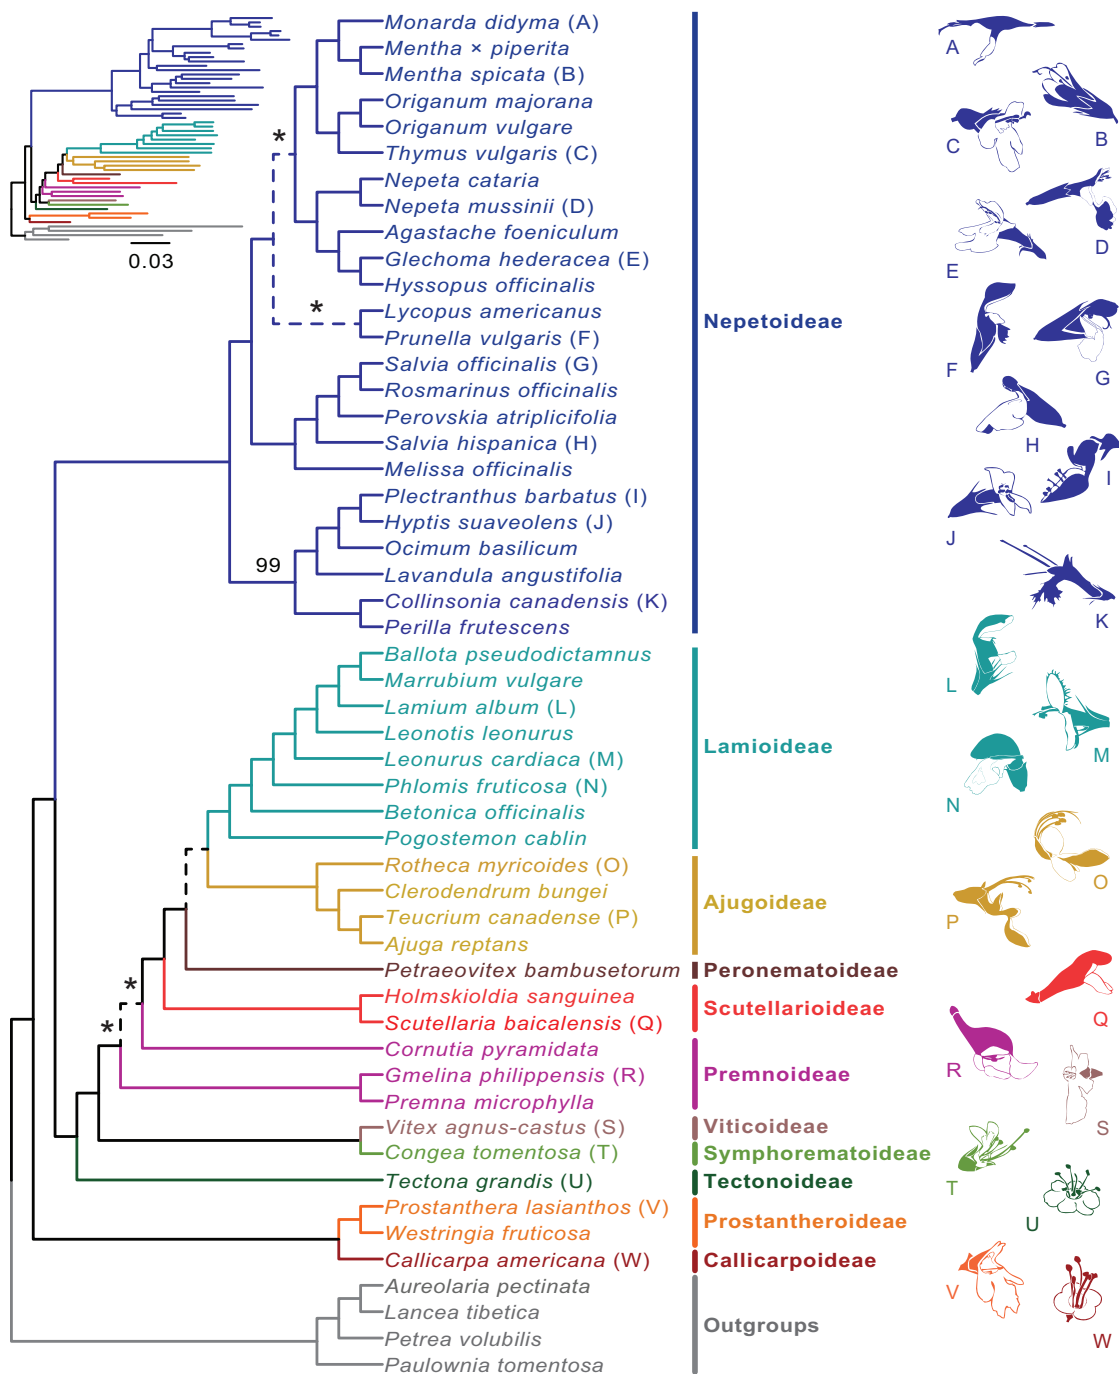 0.03
*
*
99
*
*
Monarda didyma (A)
Mentha × piperita
Mentha spicata (B)
Origanum majorana
Origanum vulgare
Thymus vulgaris (C)
Nepeta cataria
Nepeta mussinii (D)
Agastache foeniculum
Glechoma hederacea (E)
Hyssopus officinalis
Lycopus americanus
Prunella vulgaris (F)
Salvia officinalis (G)
Rosmarinus officinalis
Perovskia atriplicifolia
Salvia hispanica (H)
Melissa officinalis
Plectranthus barbatus (I)
Hyptis suaveolens (J)
Ocimum basilicum
Lavandula angustifolia
Collinsonia canadensis (K)
Perilla frutescens
Ballota pseudodictamnus
Marrubium vulgare
Lamium album (L)
Leonotis leonurus
Leonurus cardiaca (M)
Phlomis fruticosa (N)
Betonica officinalis
Pogostemon cablin
Rotheca myricoides (O)
Clerodendrum bungei
Teucrium canadense (P)
Ajuga reptans
Petraeovitex bambusetorum
Holmskioldia sanguinea
Scutellaria baicalensis (Q)
Cornutia pyramidata
Gmelina philippensis (R)
Premna microphylla
Vitex agnus-castus (S)
Congea tomentosa (T)
Tectona grandis (U)
Prostanthera lasianthos (V)
Westringia fruticosa
Callicarpa americana (W)
Aureolaria pectinata
Lancea tibetica
Petrea volubilis
Paulownia tomentosa
Nepetoideae
Lamioideae
Ajugoideae
Peronematoideae
Scutellarioideae
Premnoideae
Viticoideae
Symphorematoideae
Tectonoideae
Prostantheroideae
Callicarpoideae
Outgroups
A
B
C
D
E
F
G
H
I
J
K
L
M
N
O
P
Q
R
S
T
U
V
W